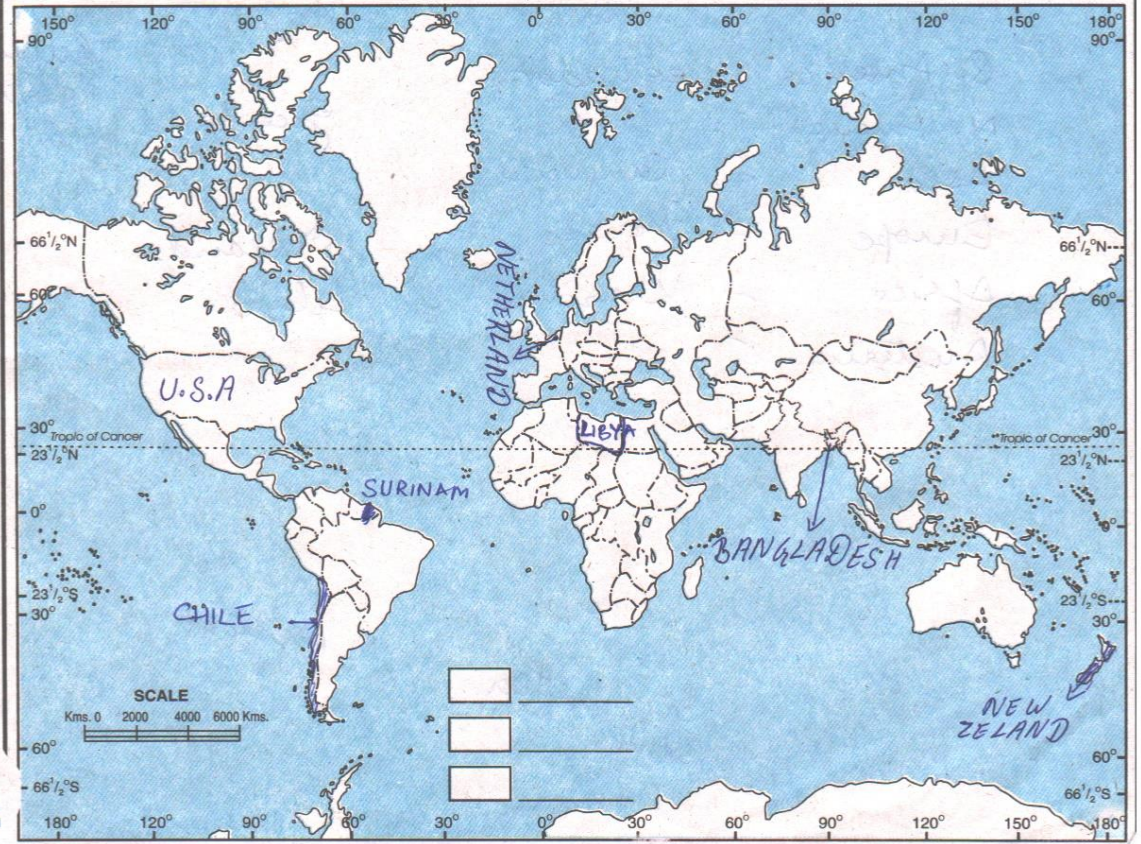 150° 120° 90° 60° 30° 0° 30° 60° 90° 120° 150° 180°
90° 90°
66½°N 66½°N
60° 60°
NETHERLAND
U.S.A
LIBYA
30° 30°
Tropic of Cancer Tropic of Cancer
23½°N 23½°N
SURINAM
0° 0°
BANGLADESH
23½°S 23½°S
CHILE
30° 30°
SCALE
Kms. 0 2000 4000 6000 Kms.
NEW
ZELAND
60° 60°
66½°S 66½°S
180° 120° 90° 60° 30° 0° 30° 60° 90° 120° 150° 180°